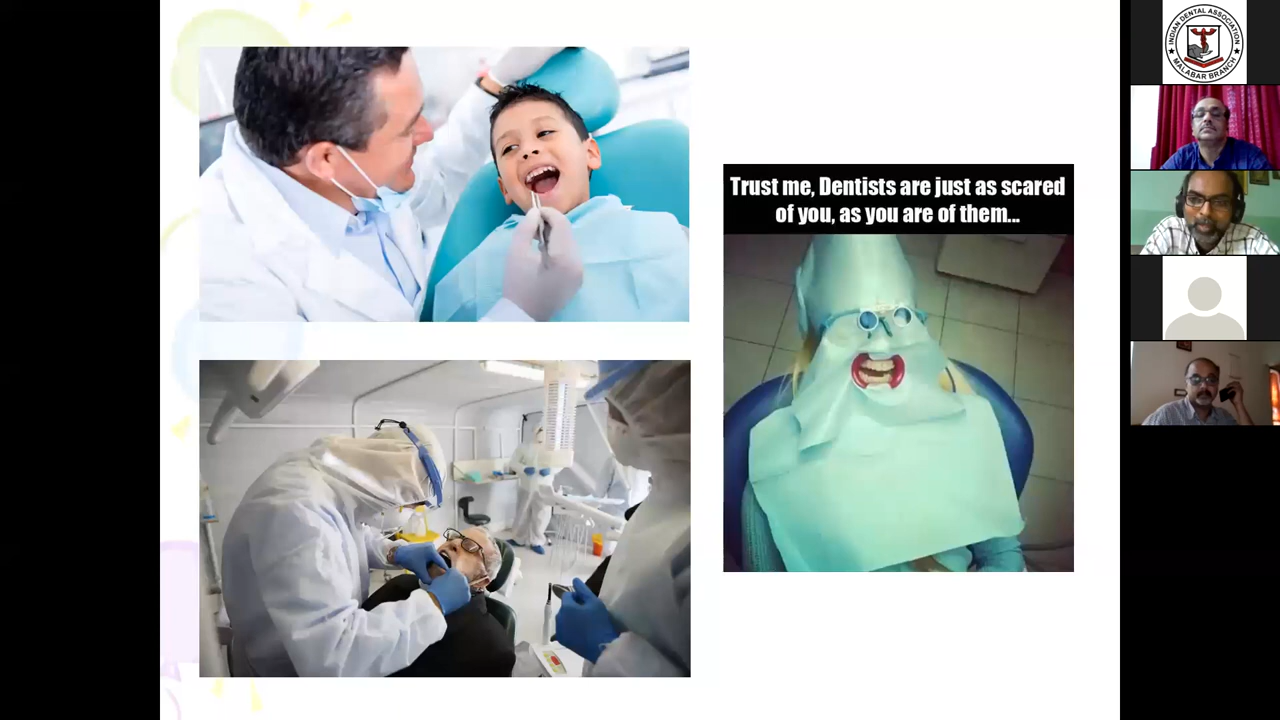 Trust me, Dentists are just as scared
of you, as you are of them...
INDIAN DENTAL ASSOCIATION
MALABAR BRANCH